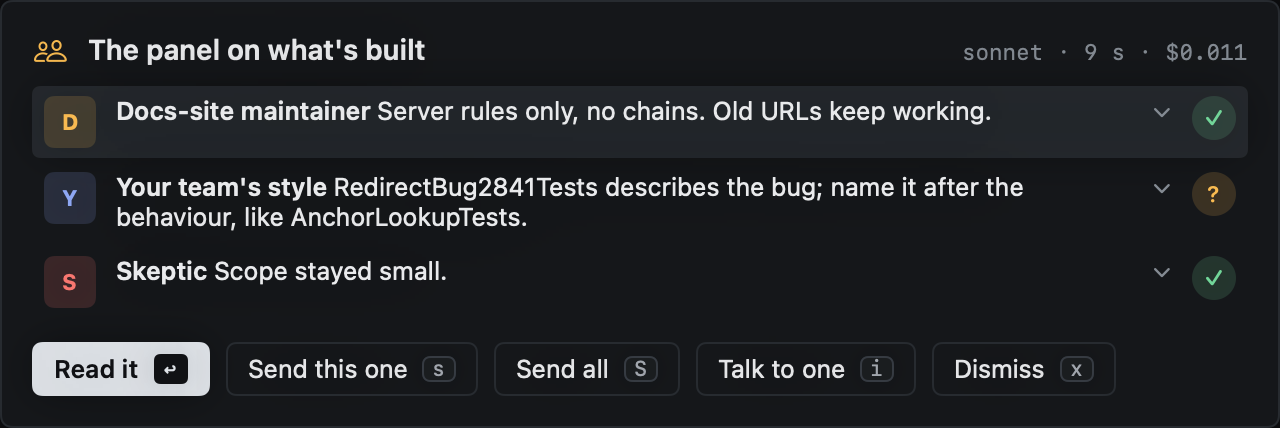 The panel on what's built
sonnet · 9 s · $0.011
D
Docs-site maintainer Server rules only, no chains. Old URLs keep working.
Y
Your team's style RedirectBug2841Tests describes the bug; name it after the
behaviour, like AnchorLookupTests.
?
S
Skeptic Scope stayed small.
Read it ↩
Send this one s
Send all S
Talk to one i
Dismiss x